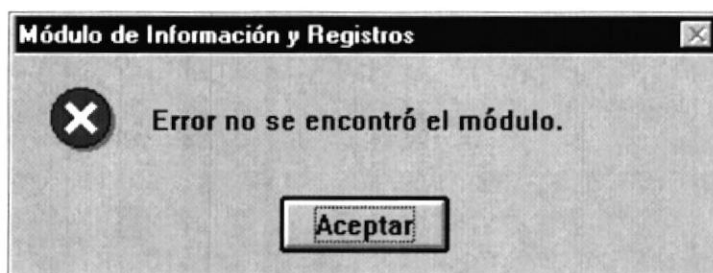 Módulo de Información y Registros
Error no se encontró el módulo.
Aceptar